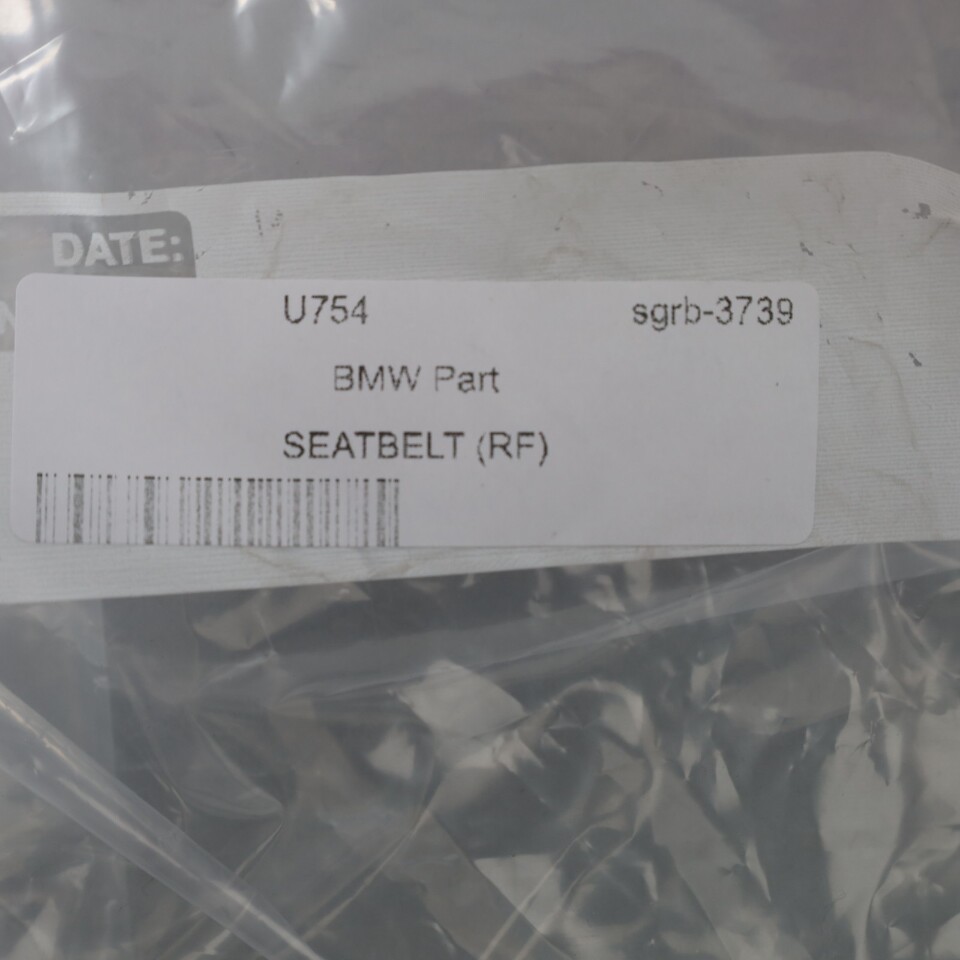 DATE:
U754 sgrb-3739
BMW Part
SEATBELT (RF)